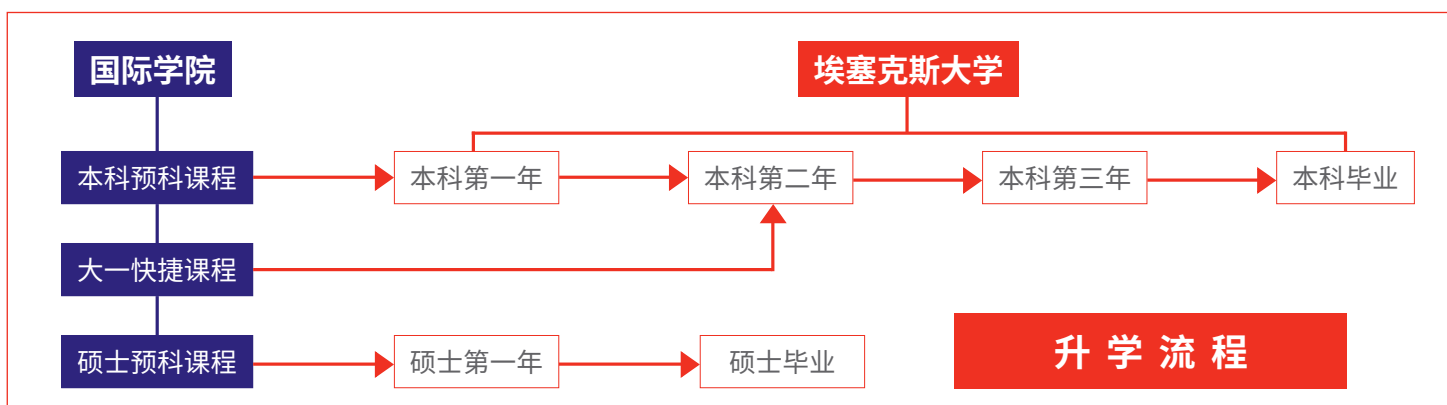 国际学院
埃塞克斯大学
本科预科课程
本科第一年
本科第二年
本科第三年
本科毕业
大一快捷课程
硕士预科课程
硕士第一年
硕士毕业
升学流程